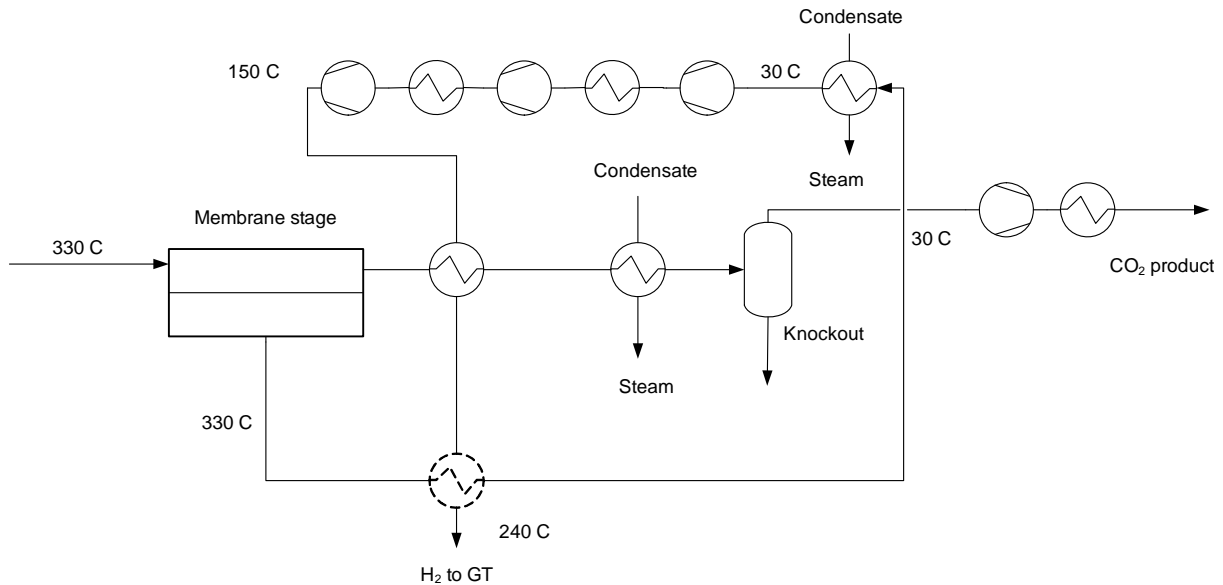 Condensate
150 C
30 C
Condensate
Steam
Membrane stage
330 C
30 C
CO₂ product
Knockout
Steam
330 C
240 C
H₂ to GT